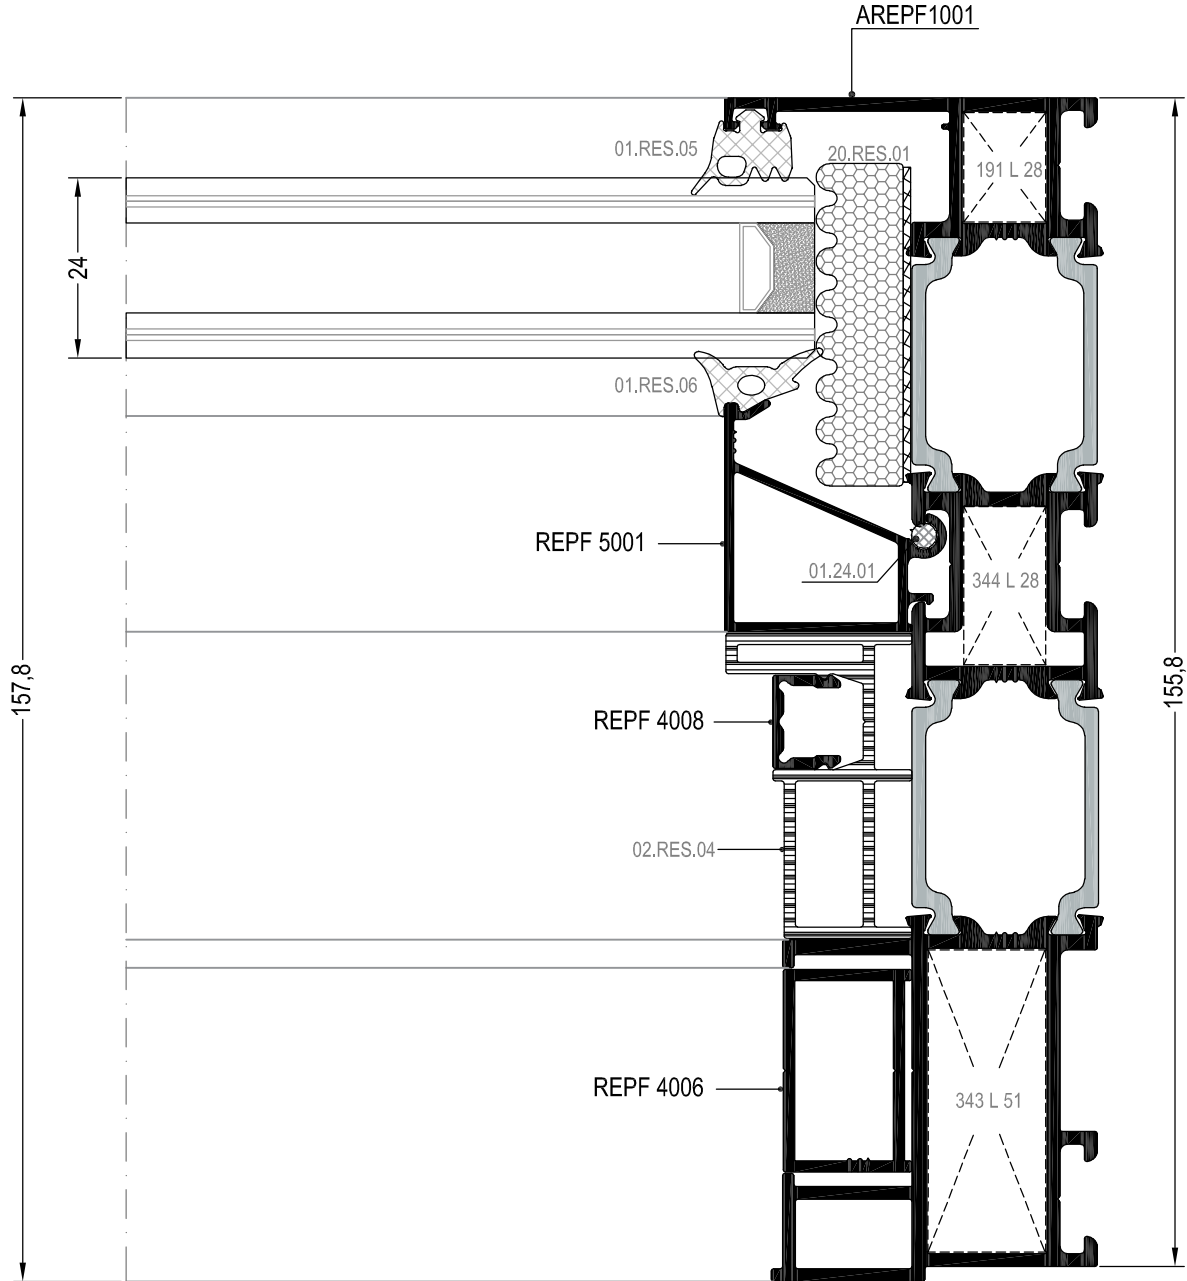 AREPF1001
01.RES.05
20.RES.01
191 L 28
24
01.RES.06
REPF 5001
01.24.01
344 L 28
157,8
155,8
REPF 4008
02.RES.04
REPF 4006
343 L 51